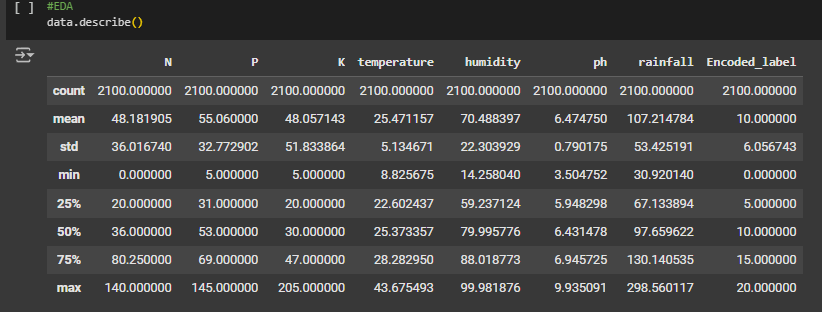 [ ] #EDA
data.describe()
N P K temperature humidity ph rainfall Encoded_label
count 2100.000000 2100.000000 2100.000000 2100.000000 2100.000000 2100.000000 2100.000000 2100.000000
mean 48.181905 55.060000 48.057143 25.471157 70.488397 6.474750 107.214784 10.000000
std 36.016740 32.772902 51.833864 5.134671 22.303929 0.790175 53.425191 6.056743
min 0.000000 5.000000 5.000000 8.825675 14.258040 3.504752 30.920140 0.000000
25% 20.000000 31.000000 20.000000 22.602437 59.237124 5.948298 67.133894 5.000000
50% 36.000000 53.000000 30.000000 25.373357 79.995776 6.431478 97.659622 10.000000
75% 80.250000 69.000000 47.000000 28.282950 88.018773 6.945725 130.140535 15.000000
max 140.000000 145.000000 205.000000 43.675493 99.981876 9.935091 298.560117 20.000000